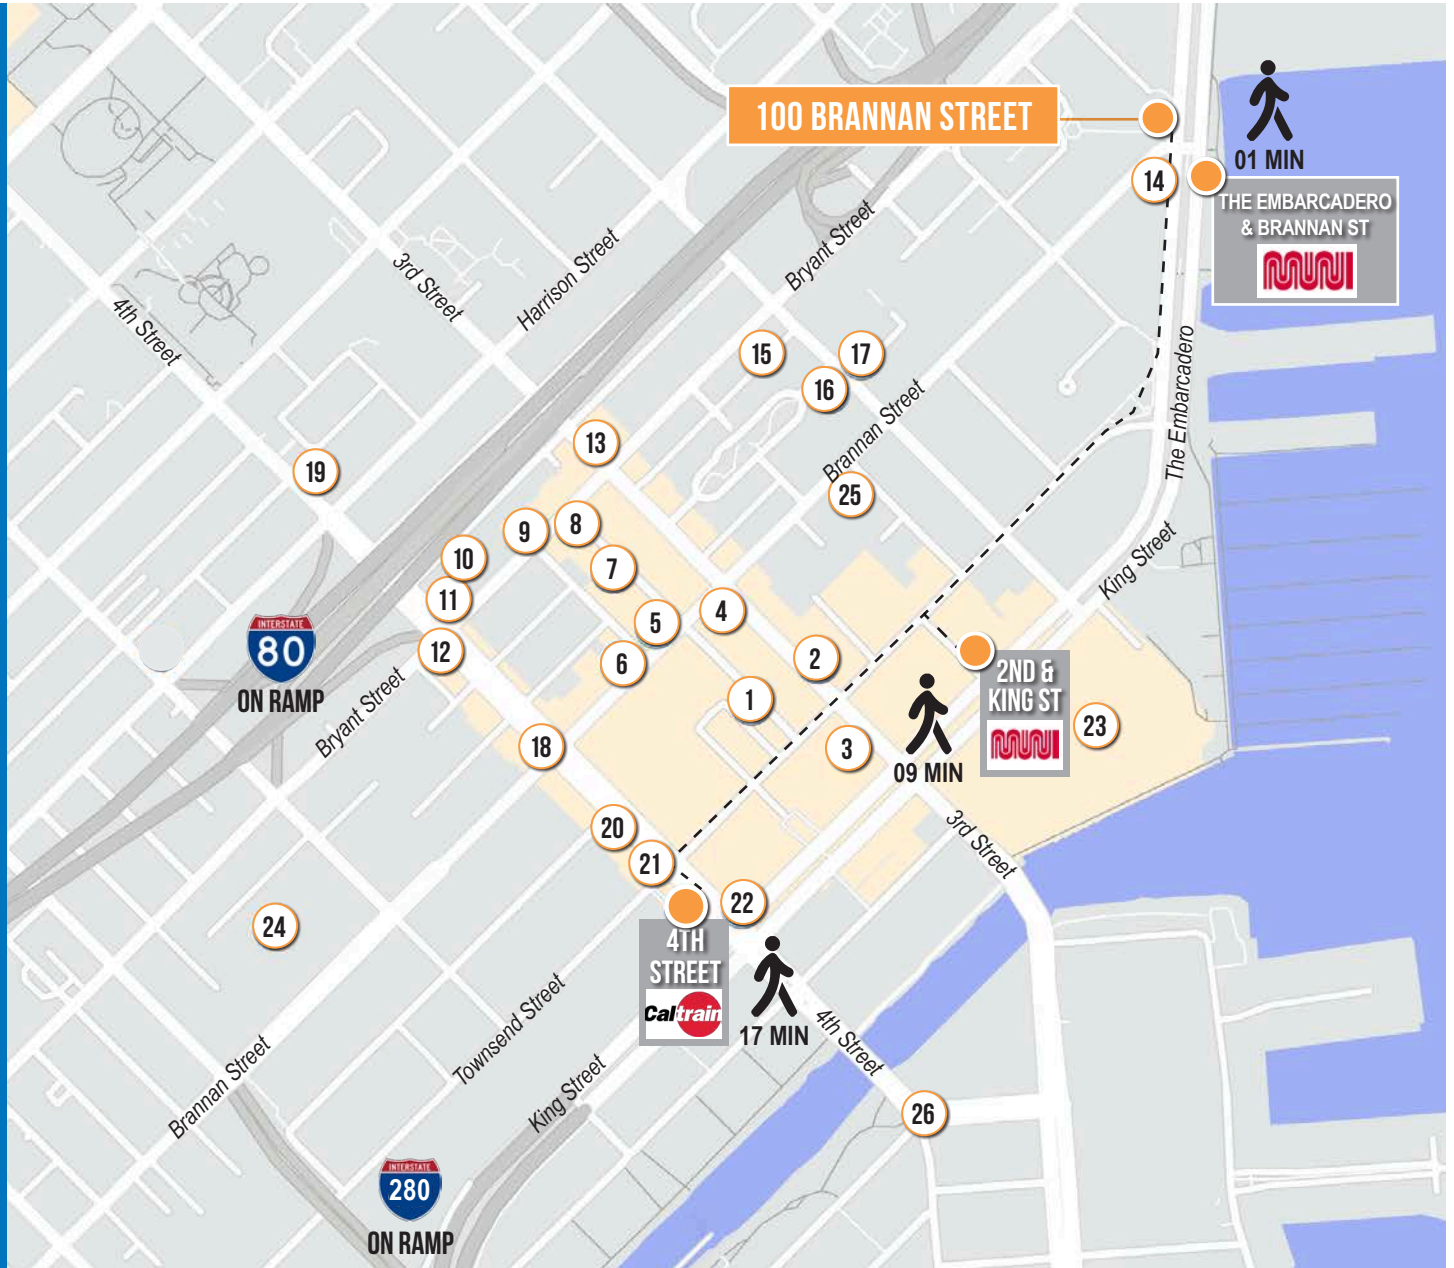 100 BRANNAN STREET
01 MIN
14
THE EMBARCADERO
& BRANNAN ST
MUNI
Bryant Street
3rd Street
Harrison Street
4th Street
The Embarcadero
15
17
16
Brannan Street
13
19
25
9
8
10
7
King Street
11
4
5
INTERSTATE
80
ON RAMP
12
6
2
2ND &
KING ST
MUNI
1
Bryant Street
23
18
3
09 MIN
20
3rd Street
21
22
24
4TH
STREET
Caltrain
17 MIN
Townsend Street
4th Street
Brannan Street
King Street
26
INTERSTATE
280
ON RAMP